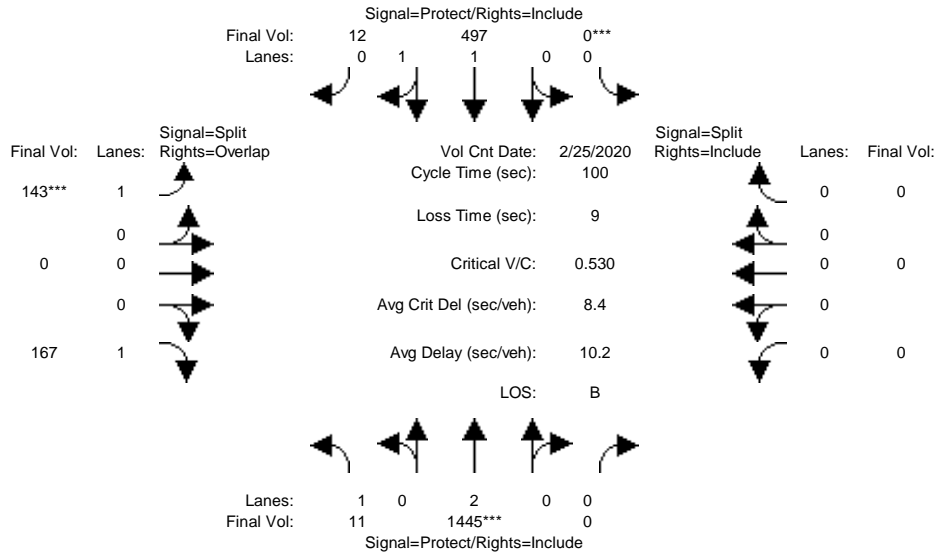 Signal=Protect/Rights=Include
Final Vol: 12 497 0***
Lanes: 0 1 1 0 0
Signal=Split Signal=Split
Final Vol: Lanes: Rights=Overlap Vol Cnt Date: 2/25/2020 Rights=Include Lanes: Final Vol:
Cycle Time (sec): 100
143*** 1 0 0
Loss Time (sec): 9
0 0
0 0 Critical V/C: 0.530 0 0
0 Avg Crit Del (sec/veh): 8.4 0
167 1 Avg Delay (sec/veh): 10.2 0 0
LOS: B
Lanes: 1 0 2 0 0
Final Vol: 11 1445*** 0
Signal=Protect/Rights=Include